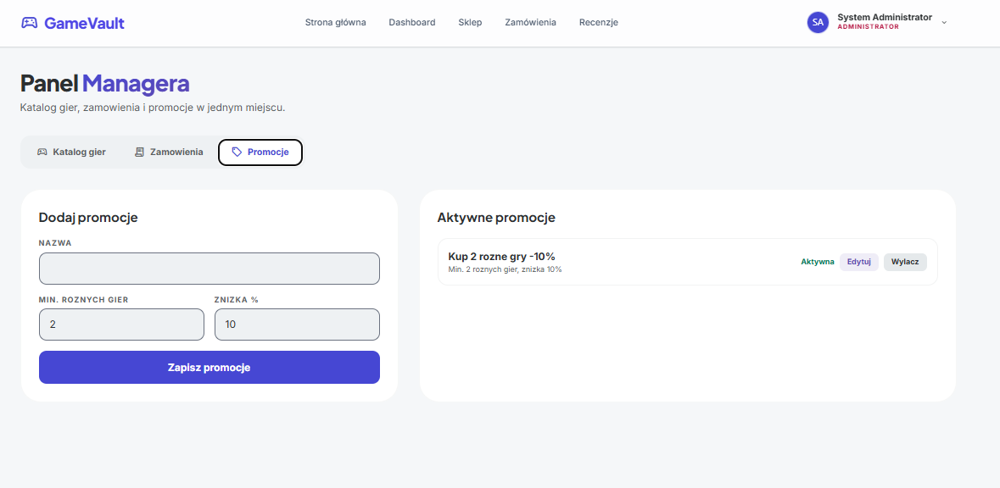 GameVault
Strona główna Dashboard Sklep Zamówienia Recenzje
SA System Administrator
ADMINISTRATOR
Panel Managera
Katalog gier, zamowienia i promocje w jednym miejscu.
Katalog gier Zamowienia Promocje
Dodaj promocje
NAZWA
MIN. ROZNYCH GIER ZNIZKA %
2 10
Zapisz promocje
Aktywne promocje
Kup 2 rozne gry -10%
Min. 2 roznych gier, znizka 10%
Aktywna Edytuj Wylacz